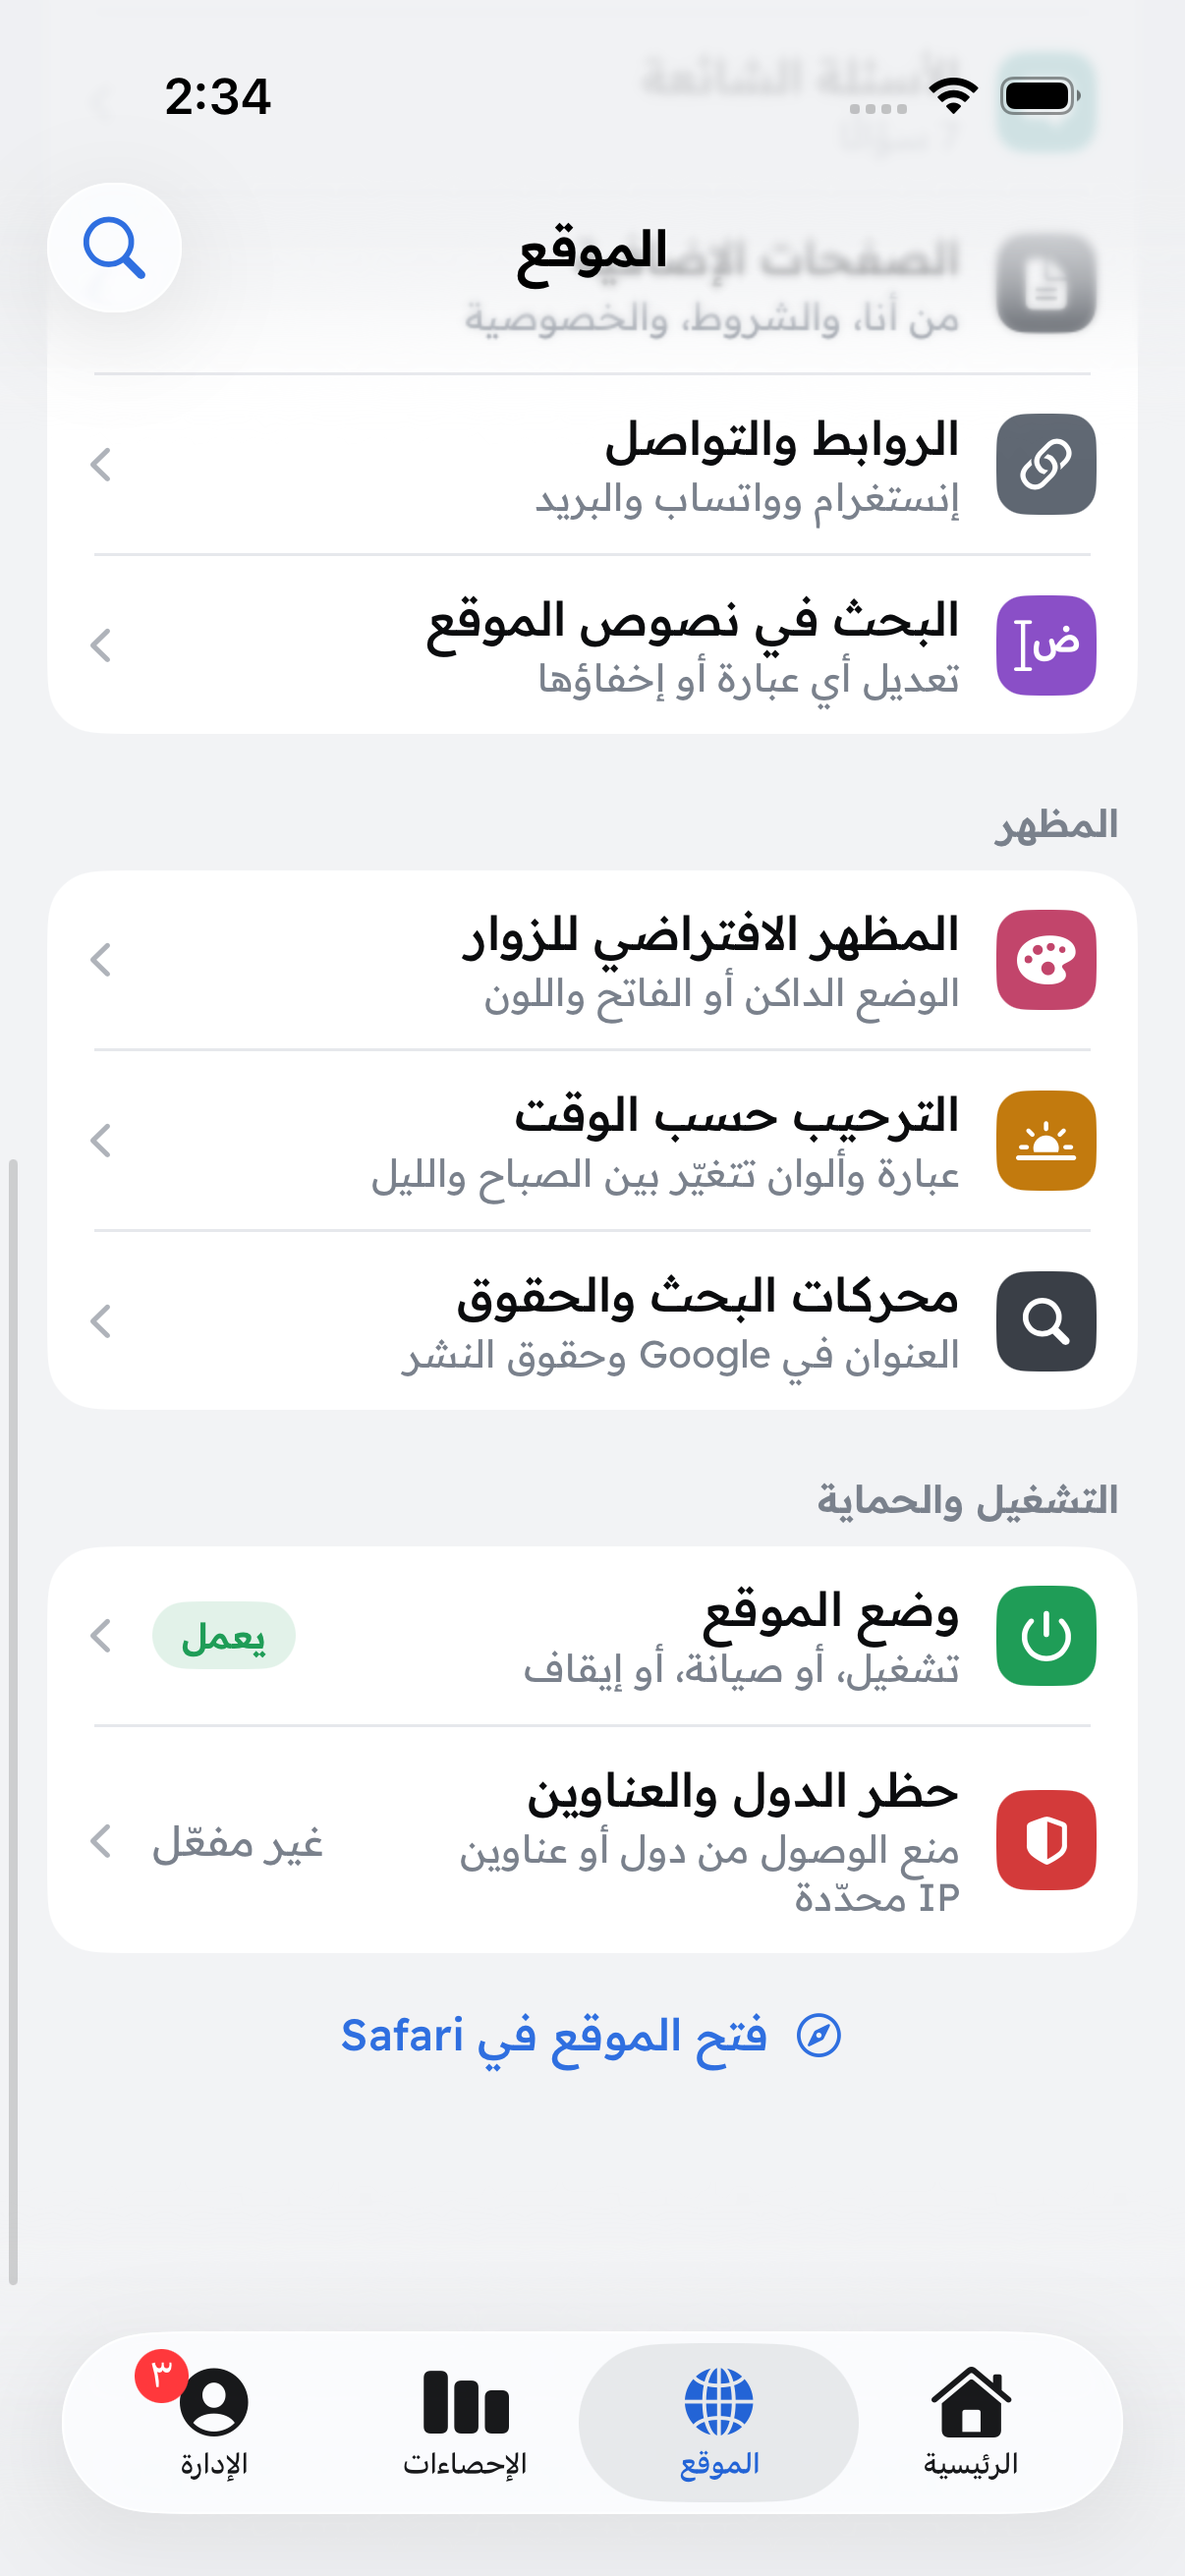 2:34
الأسئلة الشائعة
الموقع
من أنا، والشروط، والخصوصية
الروابط والتواصل
إنستغرام وواتساب والبريد
البحث في نصوص الموقع
تعديل أي عبارة أو إخفاؤها
المظهر
المظهر الافتراضي للزوار
الوضع الداكن أو الفاتح واللون
الترحيب حسب الوقت
عبارة وألوان تتغيّر بين الصباح والليل
محركات البحث والحقوق
العنوان في Google وحقوق النشر
التشغيل والحماية
وضع الموقع
يعمل
تشغيل، أو صيانة، أو إيقاف
حظر الدول والعناوين
غير مفعّل
منع الوصول من دول أو عناوين
IP محدّدة
فتح الموقع في Safari
الرئيسية
الموقع
الإحصاءات
الإدارة
٣
ض